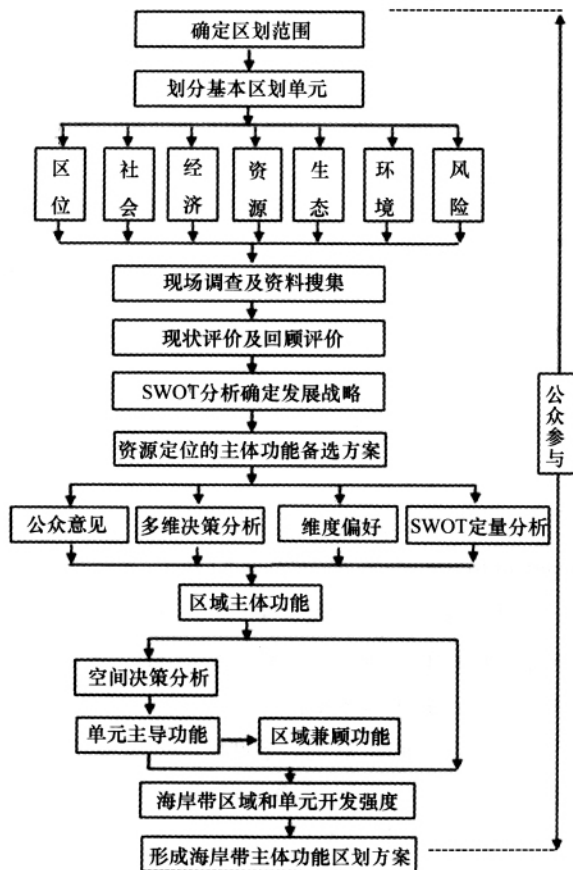 确定区划范围
划分基本区划单元
区位
社会
经济
资源
生态
环境
风险
现场调查及资料搜集
现状评价及回顾评价
SWOT分析确定发展战略
资源定位的主体功能备选方案
公众意见
多维决策分析
维度偏好
SWOT定量分析
区域主体功能
空间决策分析
单元主导功能
区域兼顾功能
海岸带区域和单元开发强度
形成海岸带主体功能区划方案
公众参与